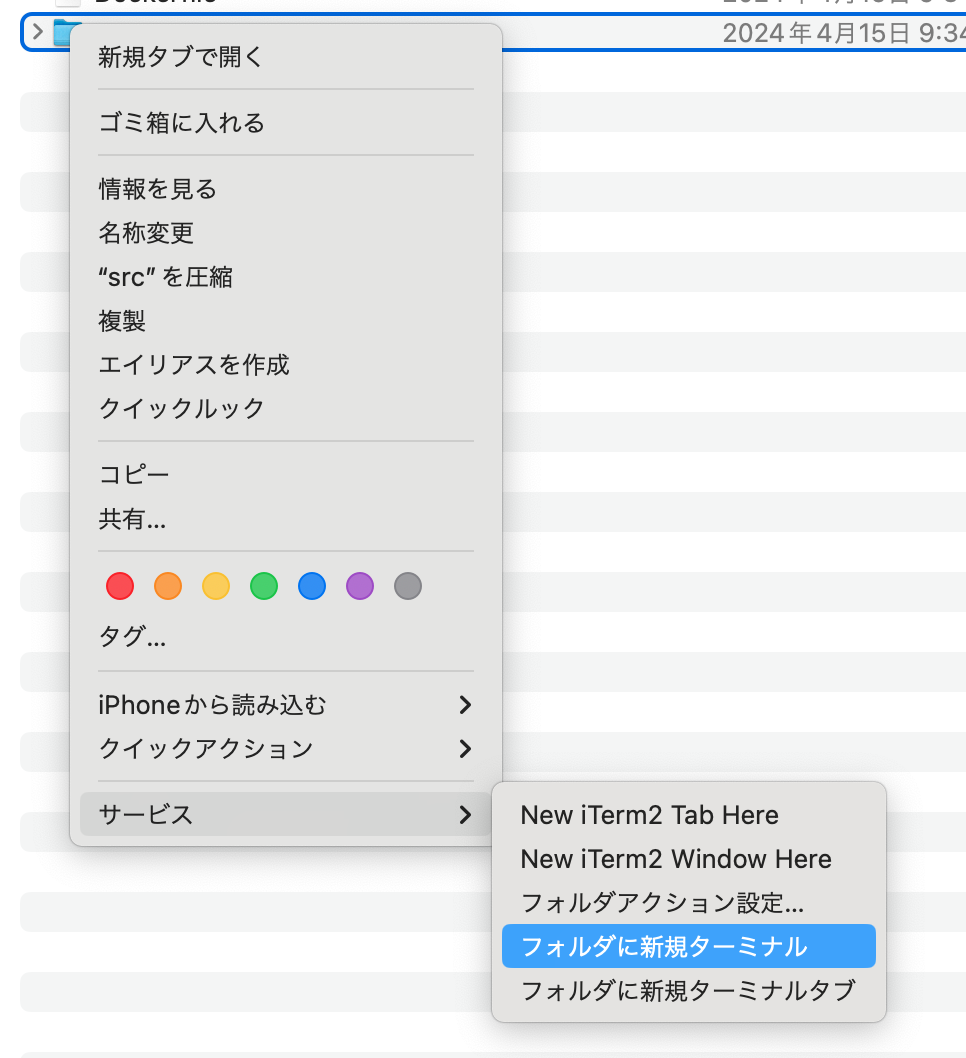 2024年4月15日 9:34
新規タブで開く
ゴミ箱に入れる
情報を見る
名称変更
“src” を圧縮
複製
エイリアスを作成
クイックルック
コピー
共有...
タグ...
iPhoneから読み込む
クイックアクション
サービス
New iTerm2 Tab Here
New iTerm2 Window Here
フォルダアクション設定...
フォルダに新規ターミナル
フォルダに新規ターミナルタブ